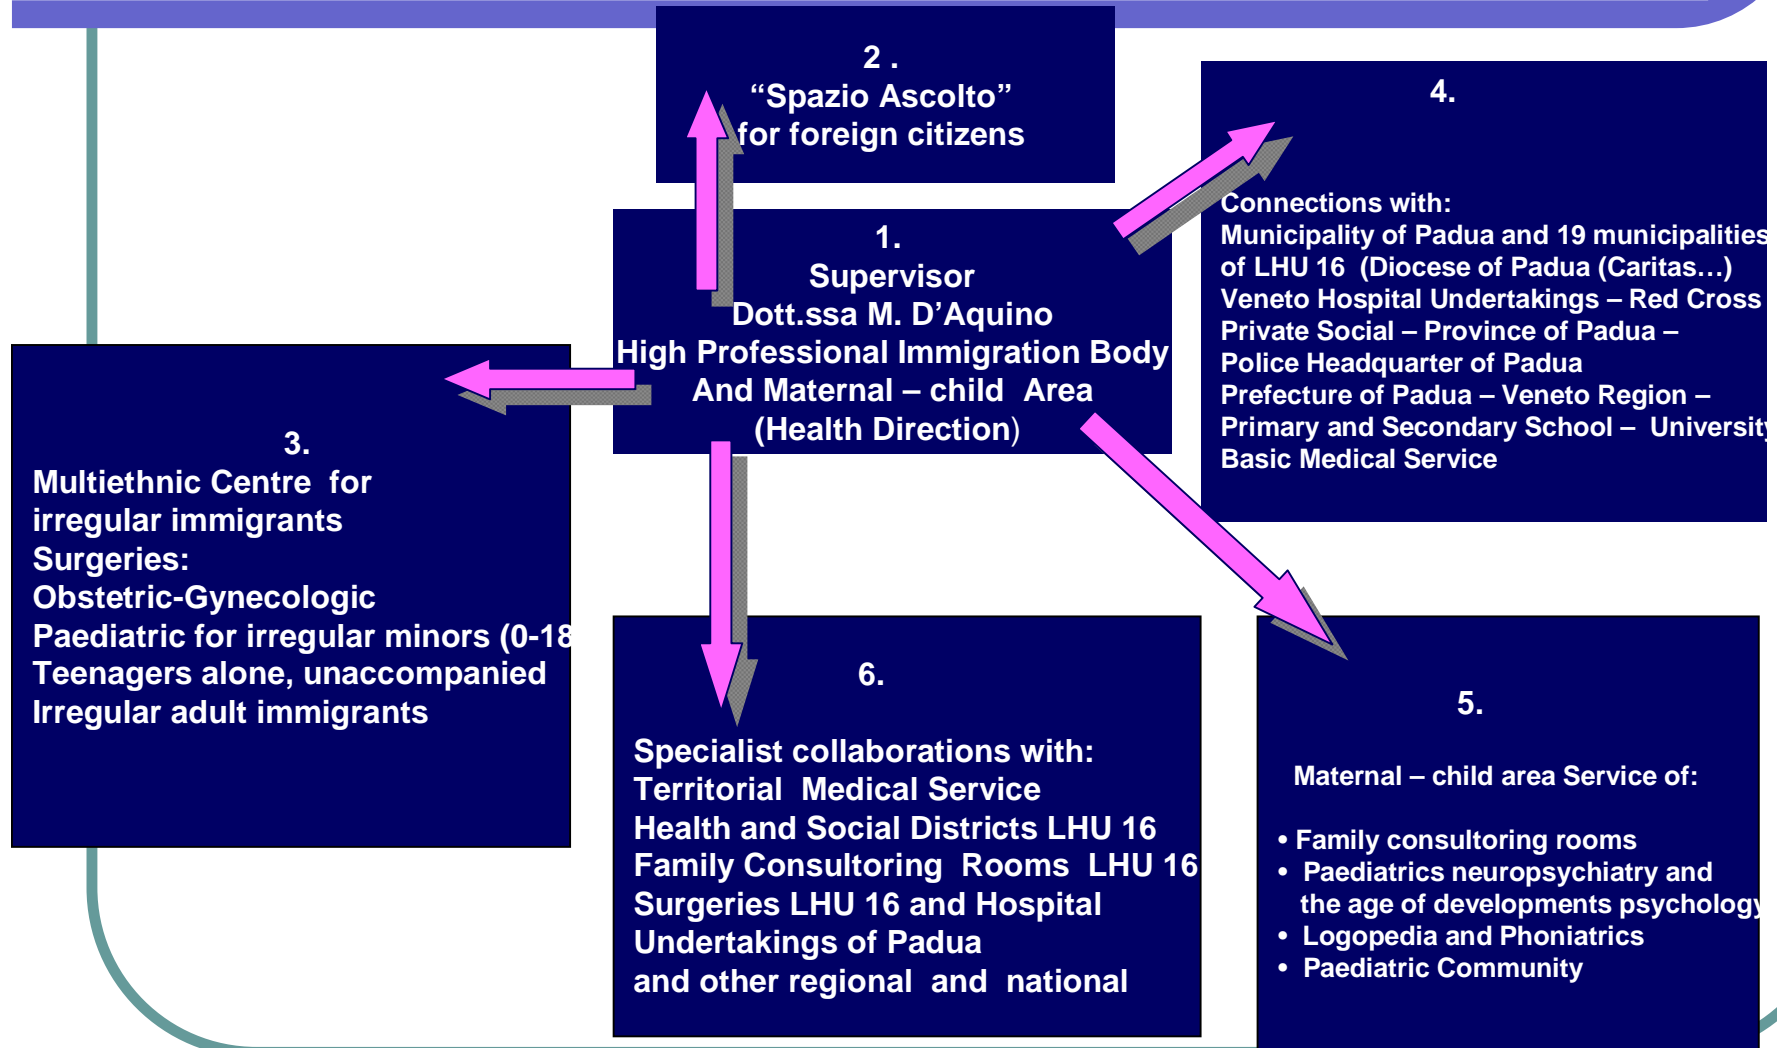 2 .
“Spazio Ascolto”
for foreign citizens
1.
Supervisor
Dott.ssa M. D’Aquino
High Professional Immigration Body
And Maternal – child Area
(Health Direction)
3.
Multiethnic Centre for
irregular immigrants
Surgeries:
Obstetric-Gynecologic
Paediatric for irregular minors (0-18
Teenagers alone, unaccompanied
Irregular adult immigrants
4.
Connections with:
Municipality of Padua and 19 municipalities
of LHU 16 (Diocese of Padua (Caritas…)
Veneto Hospital Undertakings – Red Cross
Private Social – Province of Padua –
Police Headquarter of Padua
Prefecture of Padua – Veneto Region –
Primary and Secondary School – University
Basic Medical Service
5.
Maternal – child area Service of:
• Family consultoring rooms
• Paediatrics neuropsychiatry and
the age of developments psychology
• Logopedia and Phoniatrics
• Paediatric Community
6.
Specialist collaborations with:
Territorial Medical Service
Health and Social Districts LHU 16
Family Consultoring Rooms LHU 16
Surgeries LHU 16 and Hospital
Undertakings of Padua
and other regional and national